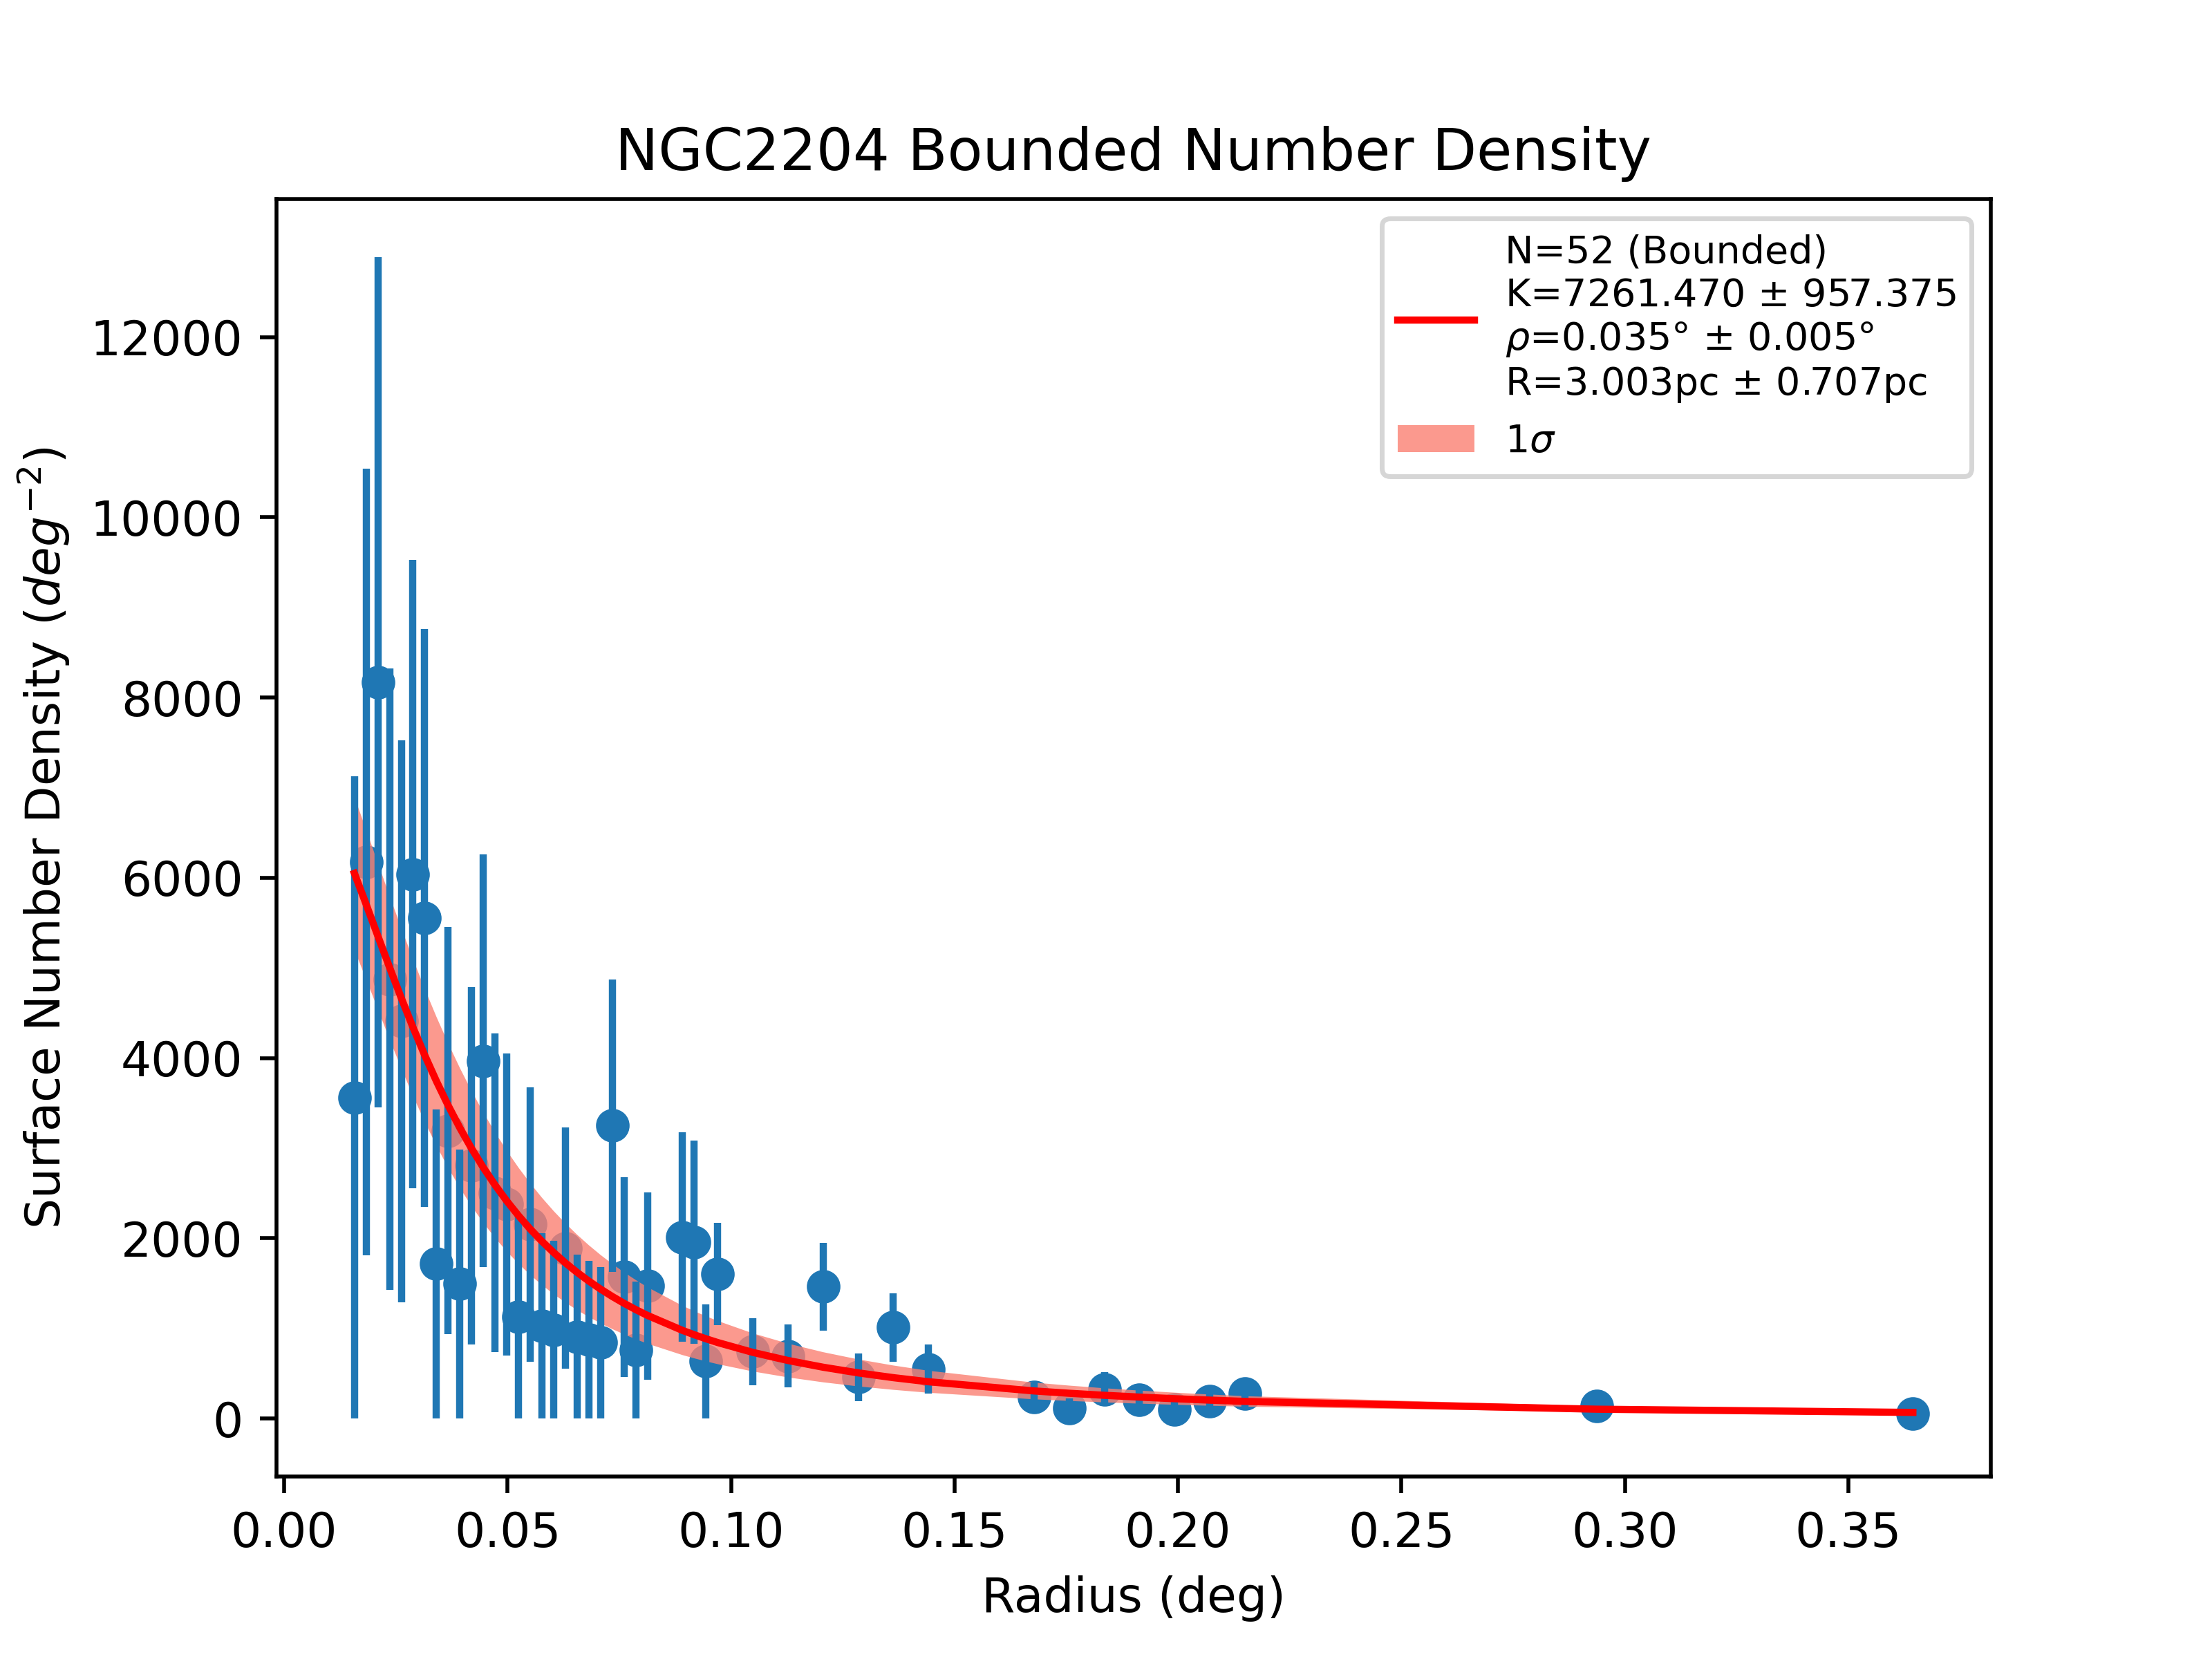 NGC2204 Bounded Number Density
N=52 (Bounded)
K=7261.470 ± 957.375
ρ=0.035° ± 0.005°
R=3.003pc ± 0.707pc
1σ
Surface Number Density (deg⁻²)
12000
10000
8000
6000
4000
2000
0
0.00 0.05 0.10 0.15 0.20 0.25 0.30 0.35
Radius (deg)